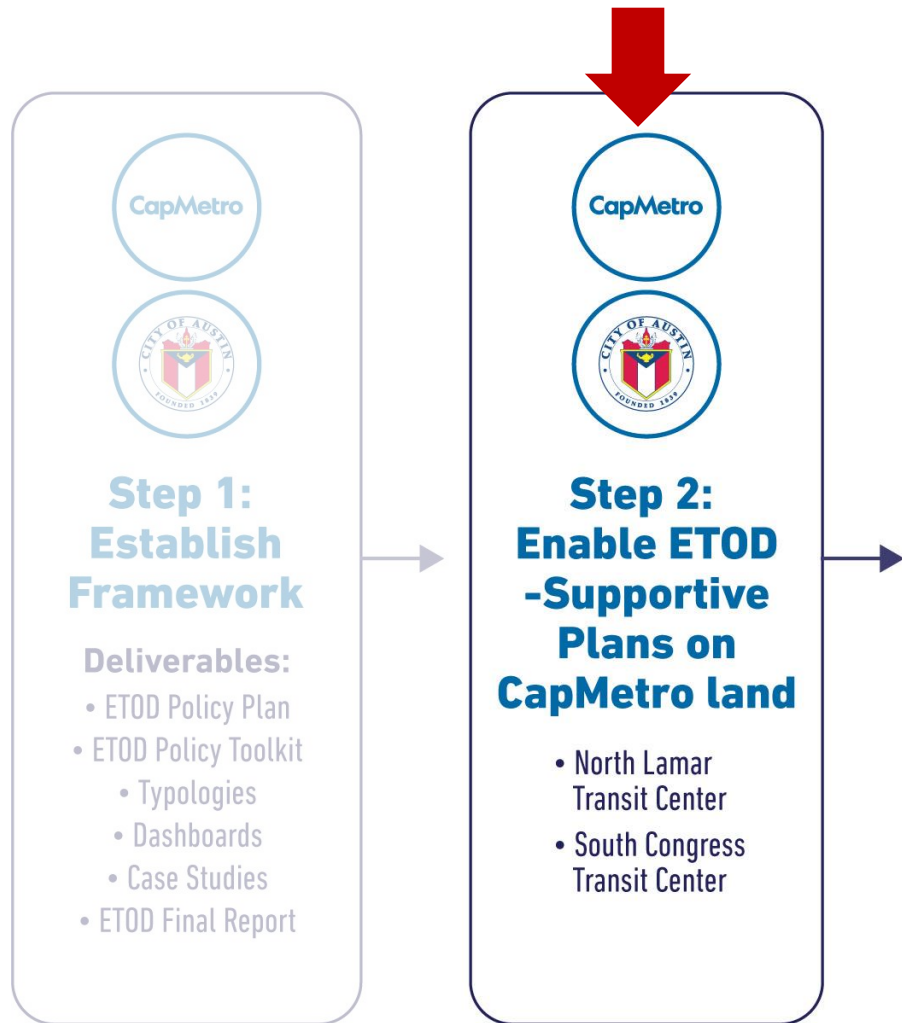 CapMetro
CITY OF AUSTIN
FOUNDED 1839
Step 1:
Establish
Framework
Deliverables:
• ETOD Policy Plan
• ETOD Policy Toolkit
• Typologies
• Dashboards
• Case Studies
• ETOD Final Report
CapMetro
CITY OF AUSTIN
FOUNDED 1839
Step 2:
Enable ETOD
-Supportive
Plans on
CapMetro land
• North Lamar
Transit Center
• South Congress
Transit Center